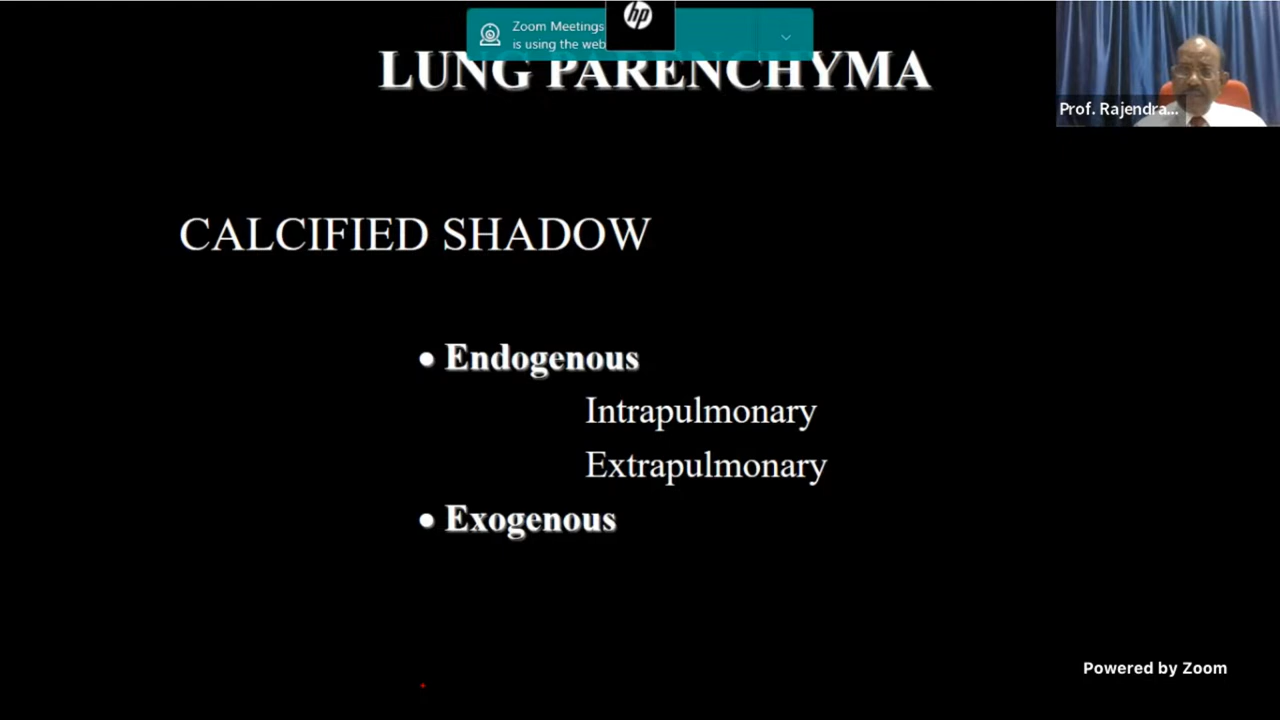 hp
Zoom Meetings
is using the web
LUNG PARENCHYMA
Prof. Rajendra...
CALCIFIED SHADOW
• Endogenous
Intrapulmonary
Extrapulmonary
• Exogenous
Powered by Zoom